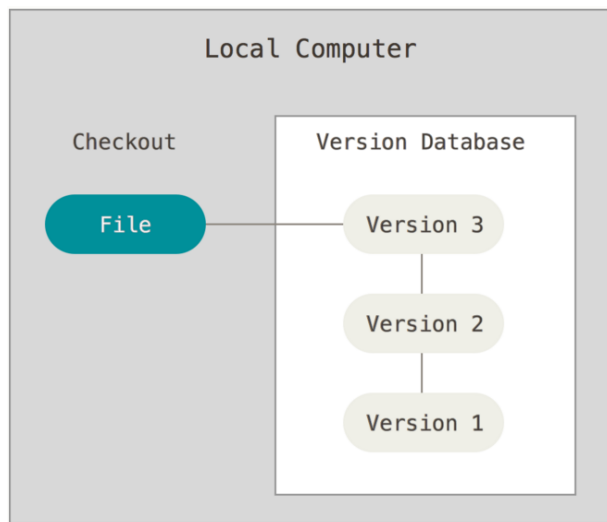 Local Computer
Checkout
Version Database
File
Version 3
Version 2
Version 1